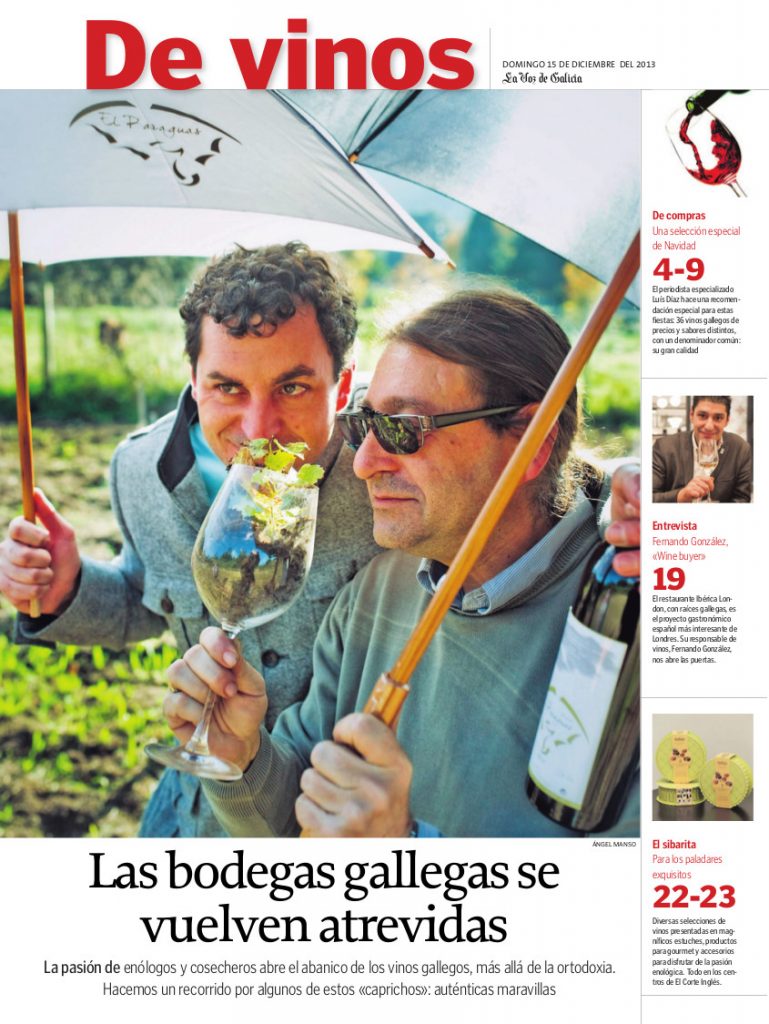 De vinos
DOMINGO 15 DE DICIEMBRE DEL 2013
La Voz de Galicia
El Paraguas
De compras
Una selección especial
de Navidad
4-9
El periodista especializado
Luís Díaz hace una recomen-
dación especial para estas
fiestas: 36 vinos gallegos de
precios y sabores distintos,
con un denominador común:
su gran calidad
Entrevista
Fernando González,
«Wine buyer»
19
El restaurante Ibérica Lon-
don, con raíces gallegas, es
el proyecto gastronómico
español más interesante de
Londres. Su responsable de
vinos, Fernando González,
nos abre las puertas.
El sibarita
Para los paladares
exquisitos
22-23
Diversas selecciones de
vinos presentadas en mag-
níficos estuches, productos
para gourmet y accesorios
para disfrutar de la pasión
enológica. Todo en los cen-
tros de El Corte Inglés.
ÁNGEL MANSO
Las bodegas gallegas se
vuelven atrevidas
La pasión de enólogos y cosecheros abre el abanico de los vinos gallegos, más allá de la ortodoxia.
Hacemos un recorrido por algunos de estos «caprichos»: auténticas maravillas